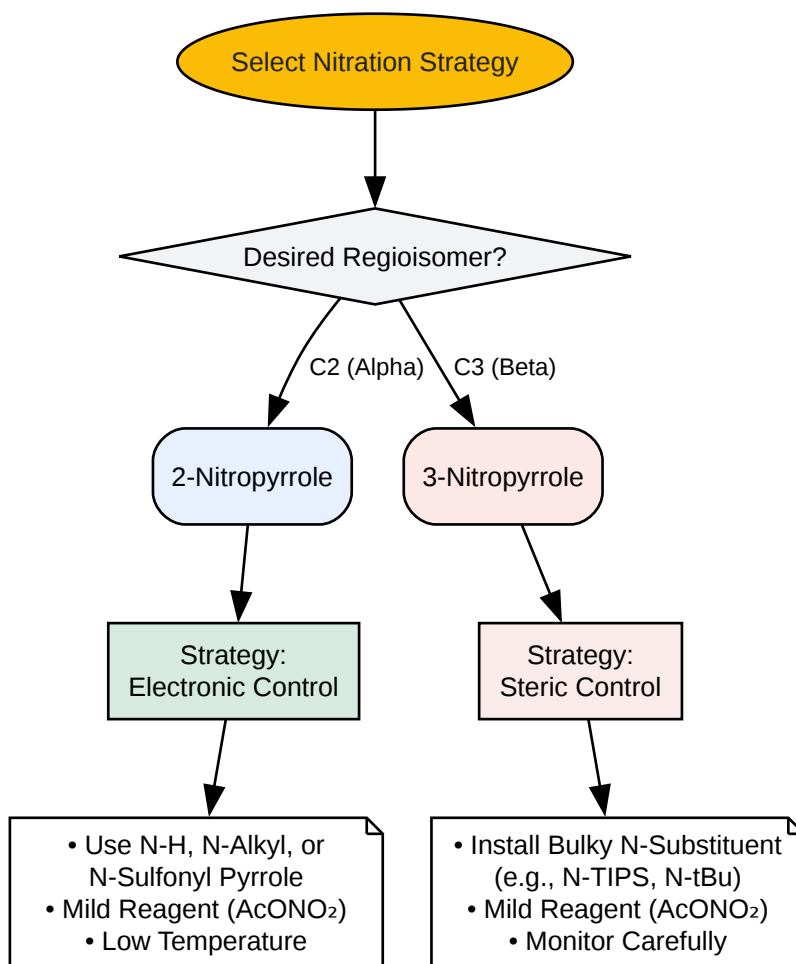 Select Nitration Strategy
Desired Regioisomer?
C2 (Alpha)
C3 (Beta)
2-Nitropyrrole
3-Nitropyrrole
Strategy:
Electronic Control
Strategy:
Steric Control
• Use N-H, N-Alkyl, or
N-Sulfonyl Pyrrole
• Mild Reagent (AcONO₂)
• Low Temperature
• Install Bulky N-Substituent
(e.g., N-TIPS, N-tBu)
• Mild Reagent (AcONO₂)
• Monitor Carefully